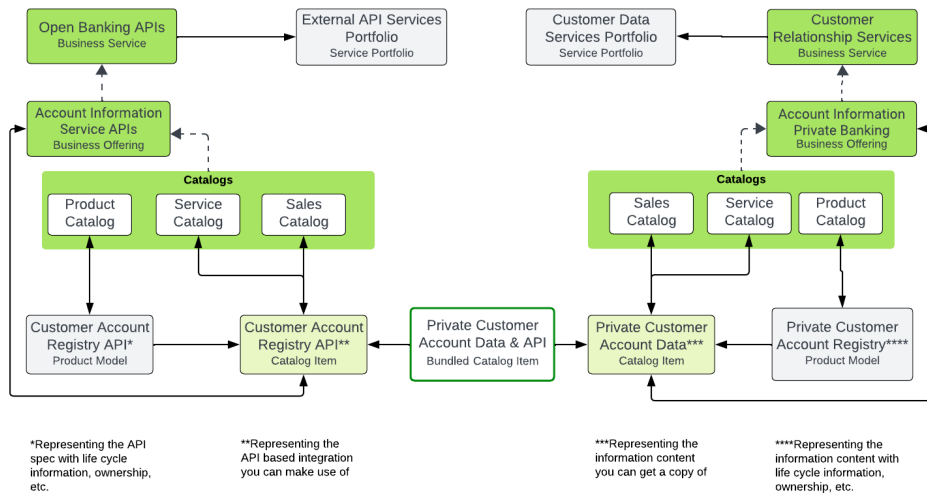 Open Banking APIs
Business Service
External API Services
Portfolio
Service Portfolio
Customer Data
Services Portfolio
Service Portfolio
Customer
Relationship Services
Business Service
Account Information
Service APIs
Business Offering
Account Information
Private Banking
Business Offering
Catalogs
Product
Catalog
Service
Catalog
Sales
Catalog
Catalogs
Sales
Catalog
Service
Catalog
Product
Catalog
Customer Account
Registry API*
Product Model
Customer Account
Registry API**
Catalog Item
Private Customer
Account Data & API
Bundled Catalog Item
Private Customer
Account Data***
Catalog Item
Private Customer
Account Registry****
Product Model
*Representing the API
spec with life cycle
information, ownership,
etc.
**Representing the
API based integration
you can make use of
***Representing the
information content
you can get a copy of
****Representing the
information content with
life cycle information,
ownership, etc.